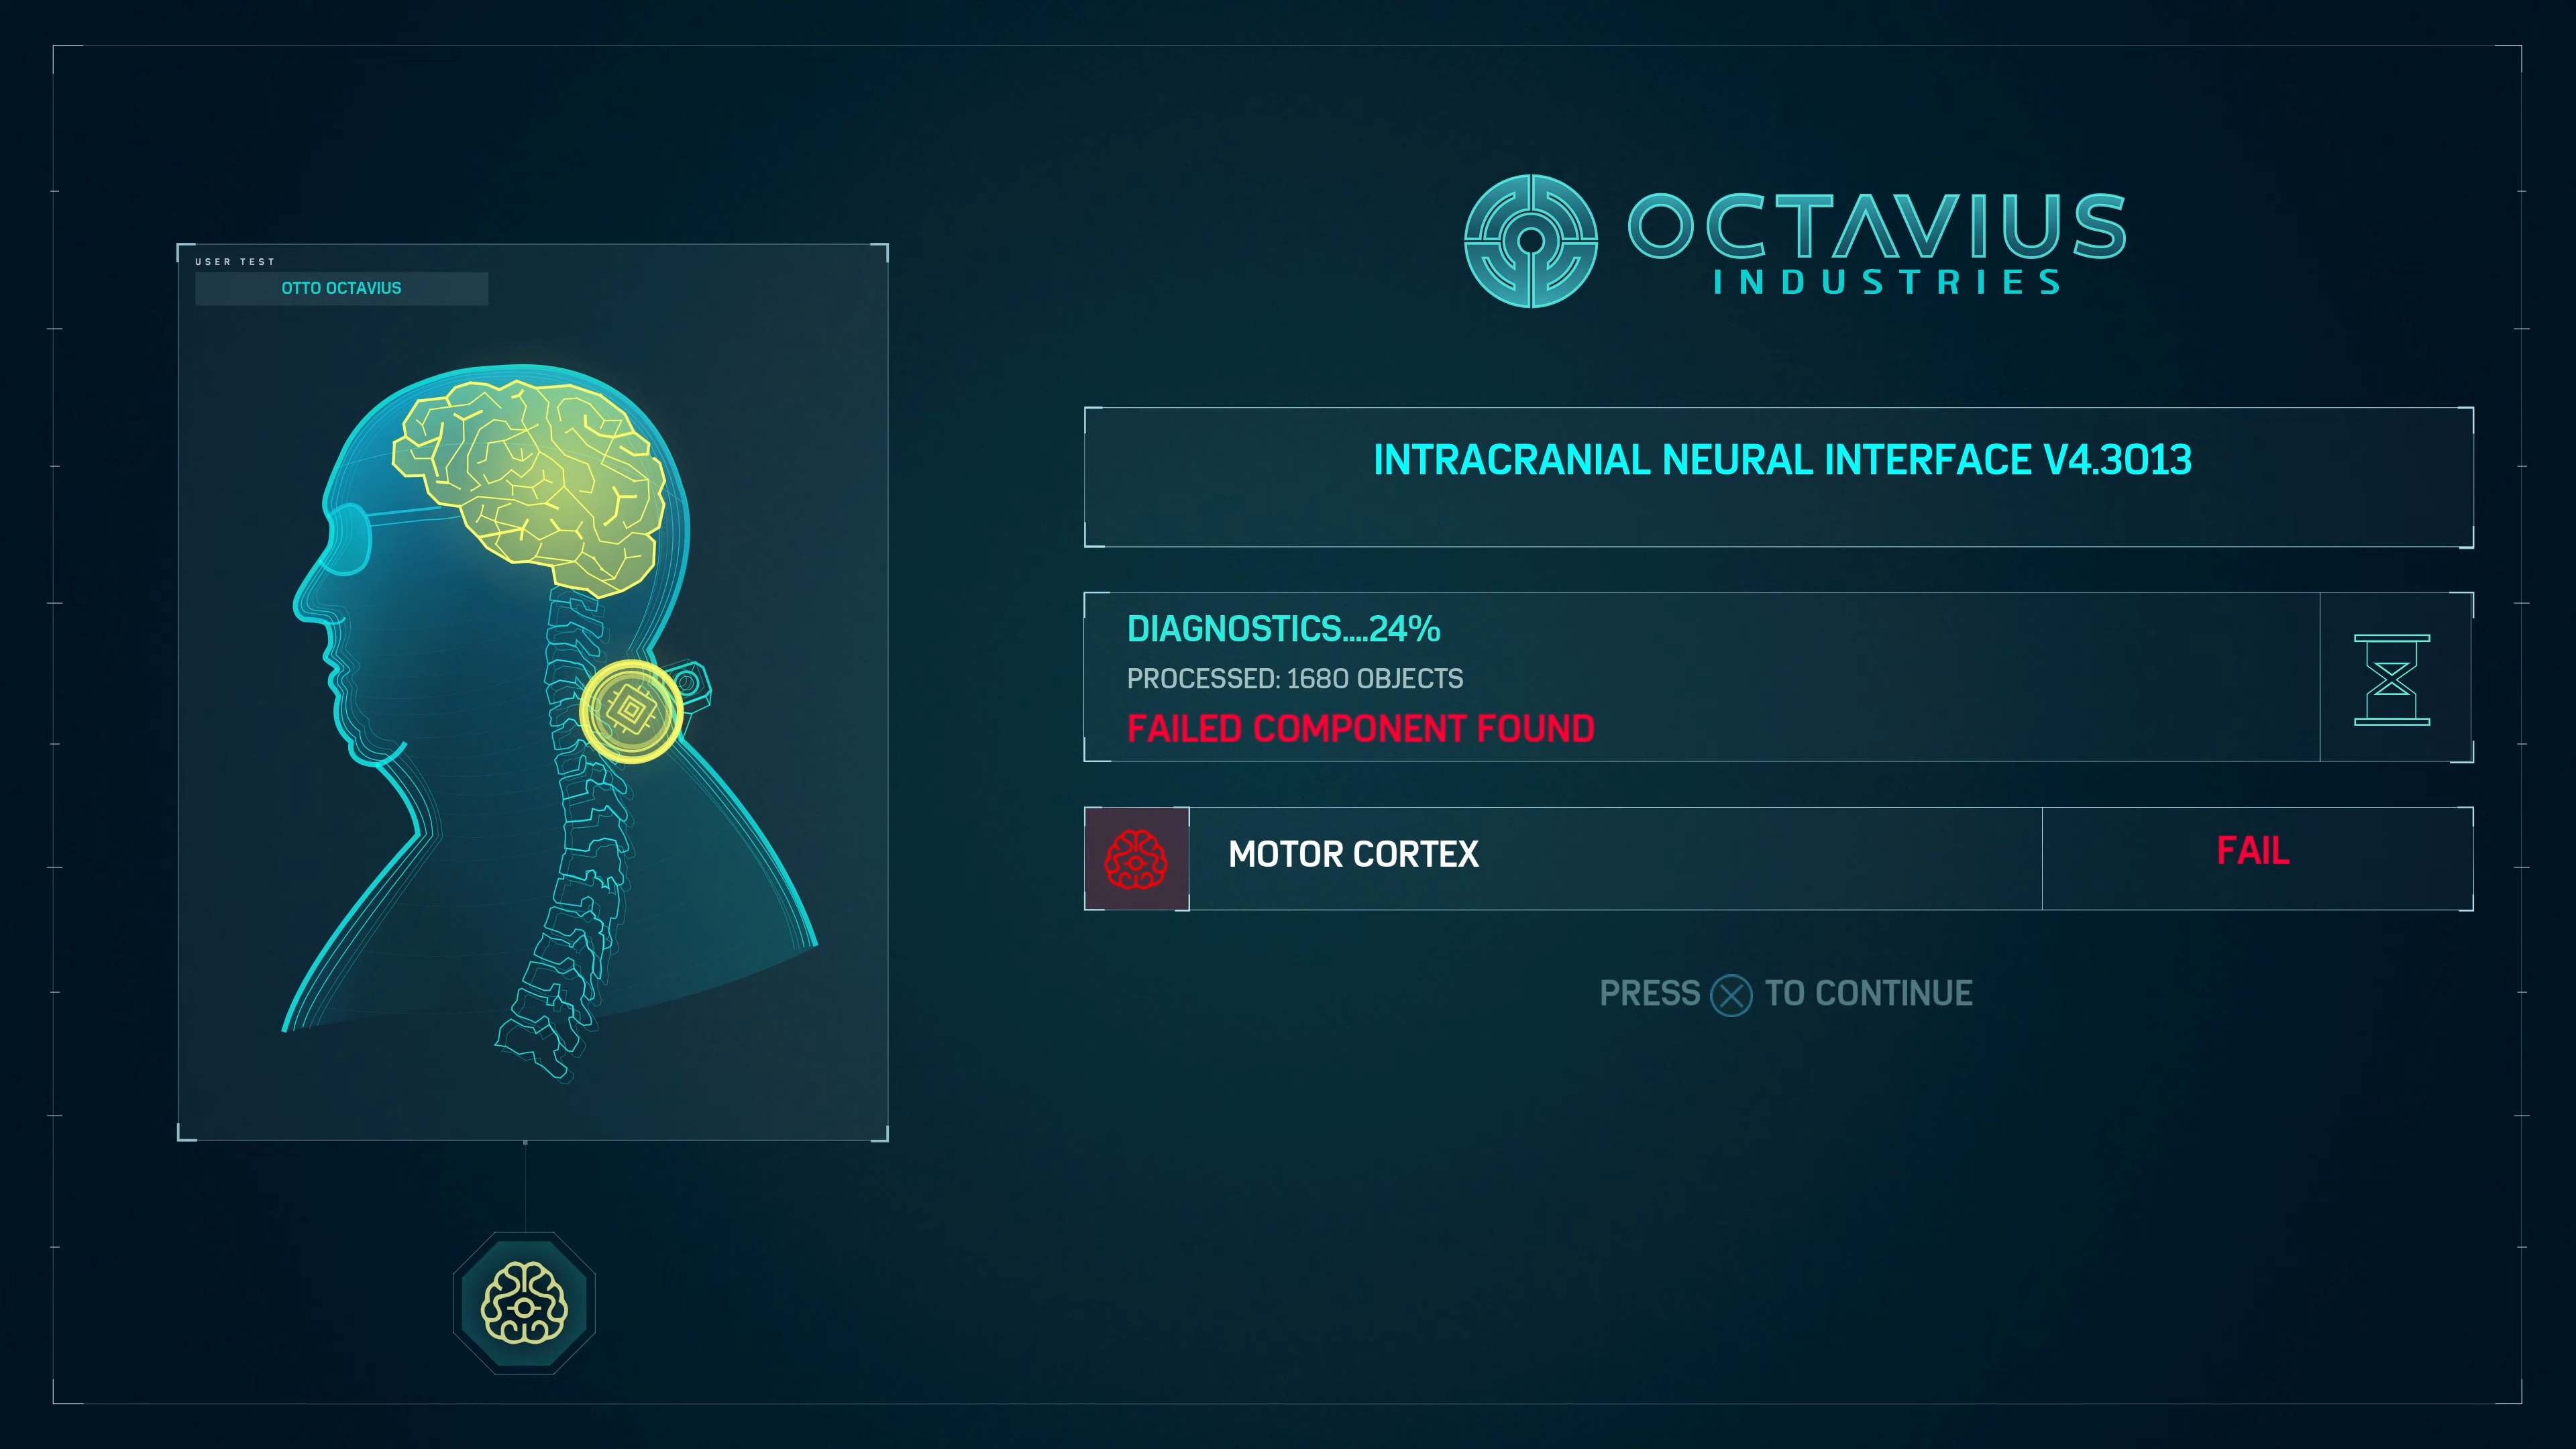 USER TEST
OTTO OCTAVIUS
OCTAVIUS
INDUSTRIES
INTRACRANIAL NEURAL INTERFACE V4.3013
DIAGNOSTICS....24%
PROCESSED: 1680 OBJECTS
FAILED COMPONENT FOUND
MOTOR CORTEX
FAIL
PRESS ⓧ TO CONTINUE